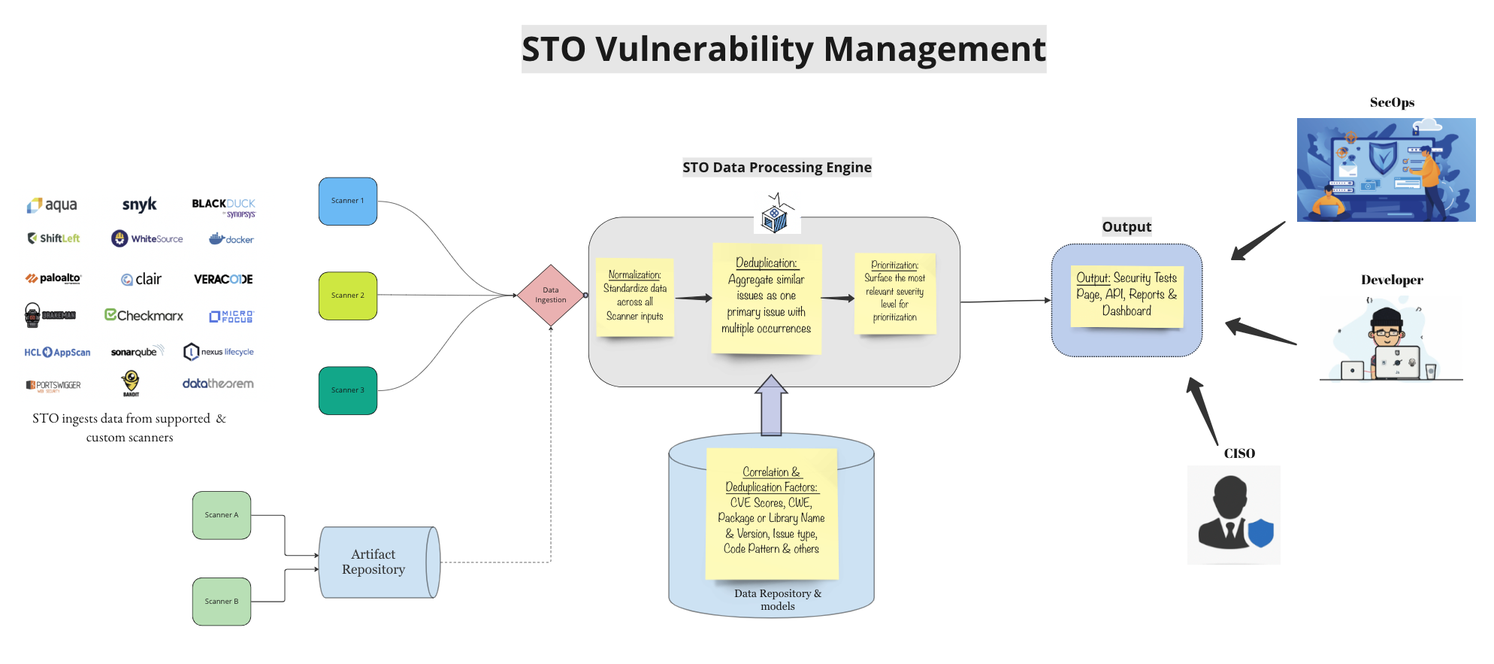 STO Vulnerability Management
SecOps
STO Data Processing Engine
aqua
snyk
BLACKDUCK
BY SYNOPSYS
Scanner 1
ShiftLeft
WhiteSource
docker
Output
Developer
paloalto
clair
VERACODE
Scanner 2
Data
Ingestion
Normalization:
Standardize data
across all
Scanner inputs
Deduplication:
Aggregate similar
issues as one
primary issue with
multiple occurrences
Prioritization:
Surface the most
relevant severity
level for
prioritization
Output: Security Tests
Page, API, Reports &
Dashboard
BRAKEMAN
Checkmarx
MICRO
FOCUS
HCL AppScan
sonarqube
nexus lifecycle
PORTSWIGGER
WEB SECURITY
BANDIT
datatheorem
Scanner 3
STO ingests data from supported &
custom scanners
CISO
Correlation &
Deduplication Factors:
CVE Scores, CWE,
Package or Library Name
& Version, Issue type,
Code Pattern & others
Data Repository &
models
Scanner A
Artifact
Repository
Scanner B